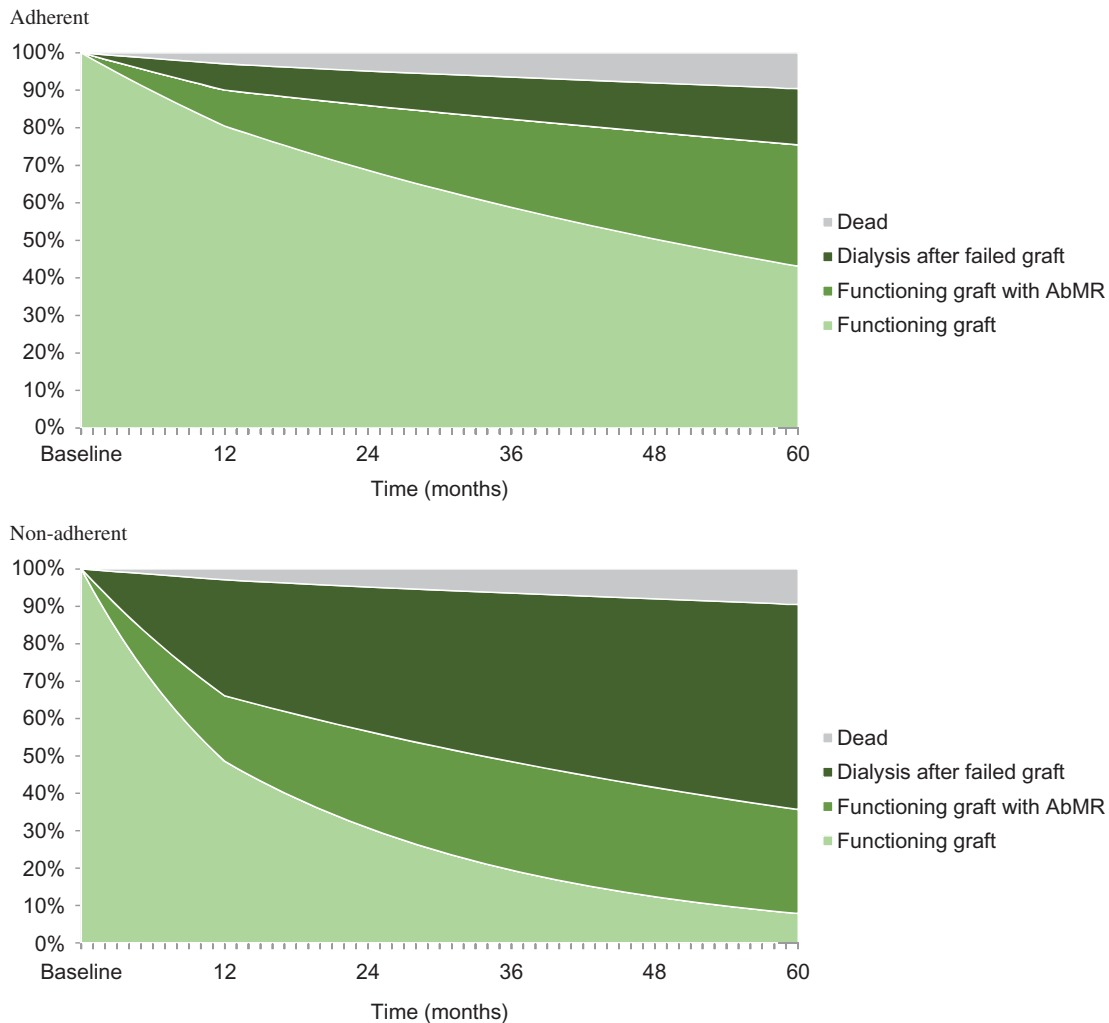 Adherent
100%
90%
80%
70%
60%
50%
40%
30%
20%
10%
0%
Baseline 12 24 36 48 60
Time (months)
Dead
Dialysis after failed graft
Functioning graft with AbMR
Functioning graft
Non-adherent
100%
90%
80%
70%
60%
50%
40%
30%
20%
10%
0%
Baseline 12 24 36 48 60
Time (months)
Dead
Dialysis after failed graft
Functioning graft with AbMR
Functioning graft